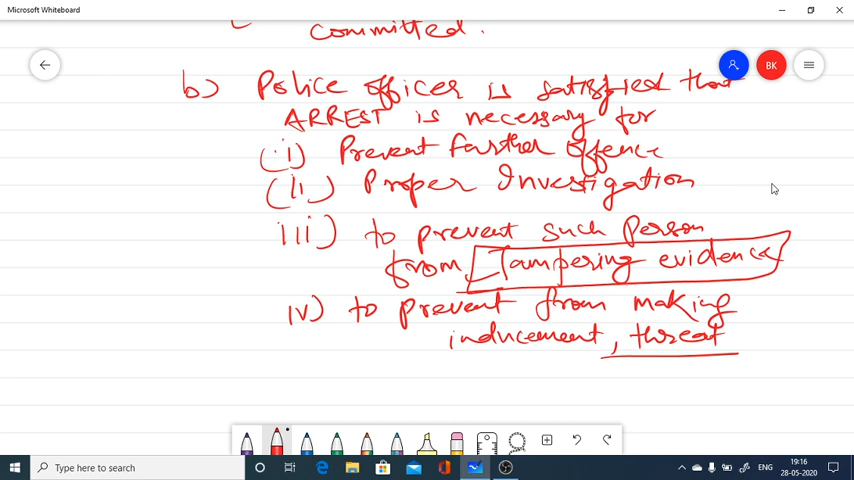 Microsoft Whiteboard
committed.
BK
b) Police officer is satisfied that
ARREST is necessary for
(i) Prevent further offence
(ii) Proper Investigation
iii) to prevent such person
from Tampering evidence
iv) to prevent from making
inducement, threat
Type here to search
ENG
19:16
28-05-2020